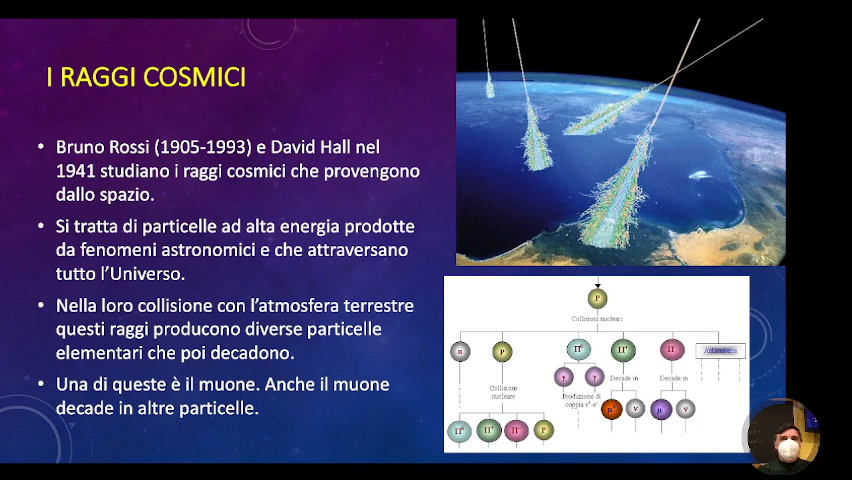 I RAGGI COSMICI
• Bruno Rossi (1905-1993) e David Hall nel
1941 studiano i raggi cosmici che provengono
dallo spazio.
• Si tratta di particelle ad alta energia prodotte
da fenomeni astronomici e che attraversano
tutto l'Universo.
• Nella loro collisione con l'atmosfera terrestre
questi raggi producono diverse particelle
elementari che poi decadono.
• Una di queste è il muone. Anche il muone
decade in altre particelle.
P
Collisioni nucleari
n P Π° Π⁺ Π
γ γ Decade in Decade in
Collisione
nucleare
Produzione di
coppia e⁺-e⁻
μ ν μ ν
Π° Π⁺ Π P